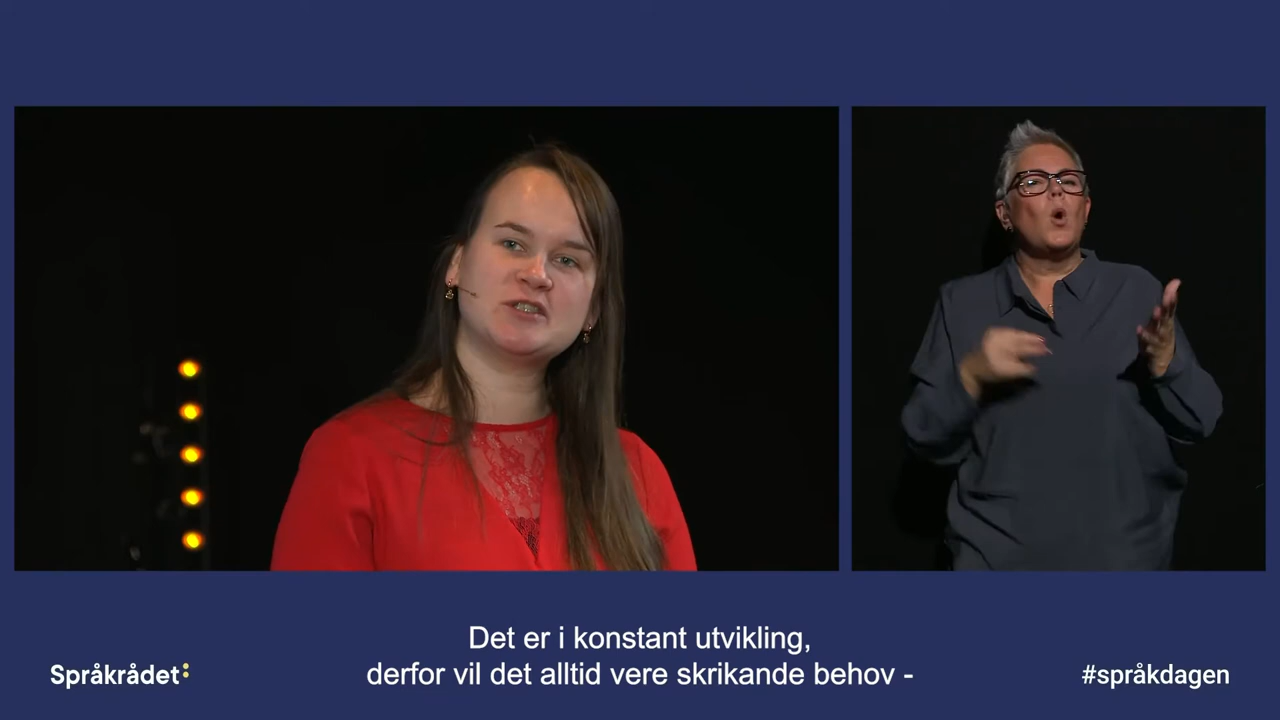 Det er i konstant utvikling,
derfor vil det alltid vere skrikande behov -
Språkrådet:
#språkdagen